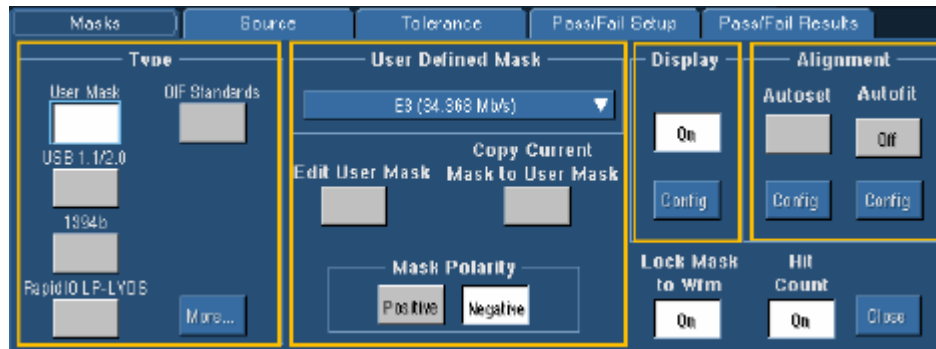 Masks
Source
Tolerance
Pass/Fail Setup
Pass/Fail Results
Type
User Mask
OIF Standards
USB 1.1/2.0
1394b
RapidIO LP-LVDS
More...
User Defined Mask
E3 (34.368 Mb/s)
Edit User Mask
Copy Current
Mask to User Mask
Mask Polarity
Positive
Negative
Display
On
Config
Alignment
Autoset
Autofit
Off
Config
Config
Lock Mask
to Wfm
On
Hit
Count
On
Close